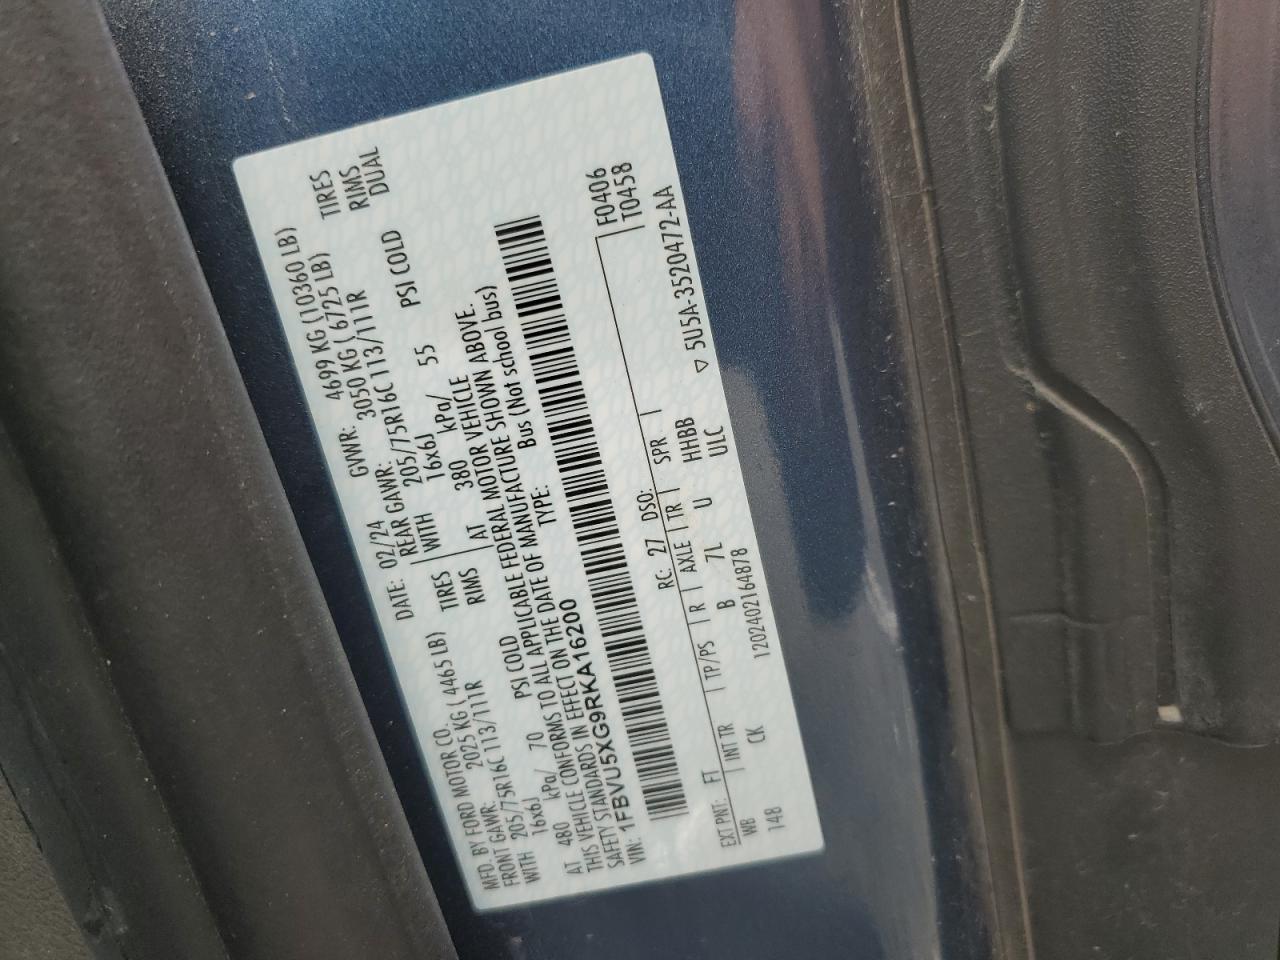 MFD. BY FORD MOTOR CO.
DATE: 02/24 GVWR: 4699 KG (10360 LB)
FRONT GAWR: 2025 KG ( 4465 LB) REAR GAWR: 3050 KG ( 6725 LB)
WITH 205/75R16C 113/111R TIRES WITH 205/75R16C 113/111R TIRES
16x6J RIMS 16x6J RIMS
AT 480 kPa/ 70 PSI COLD AT 380 kPa/ 55 PSI COLD DUAL
THIS VEHICLE CONFORMS TO ALL APPLICABLE FEDERAL MOTOR VEHICLE
SAFETY STANDARDS IN EFFECT ON THE DATE OF MANUFACTURE SHOWN ABOVE.
VIN: 1FBVU5XG9RKA16200 TYPE: Bus (Not school bus)
F0406
T0458
EXT PNT: FT RC: 27 DSO:
WB INT TR TP/PS R AXLE TR SPR
148 CK B 7L U HHBB
ULC
1202402164878 ▽ 5U5A-3520472-AA